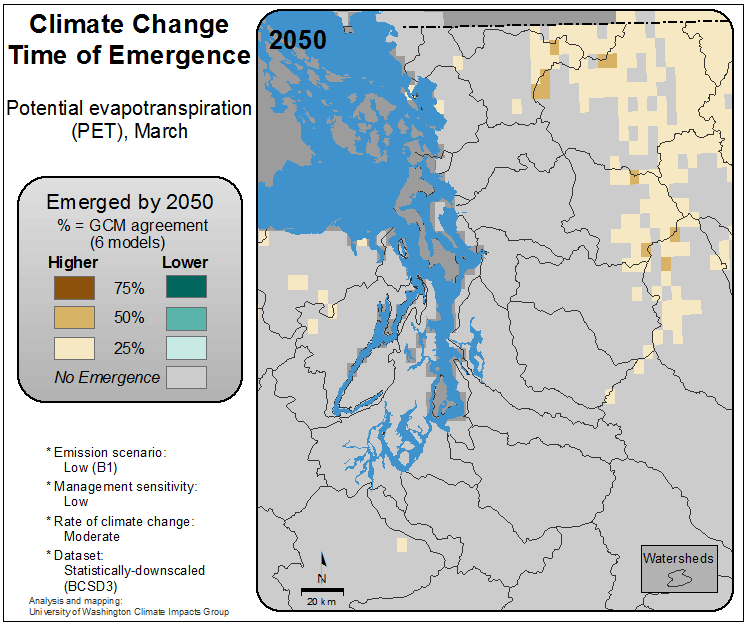 Climate Change
Time of Emergence
Potential evapotranspiration
(PET), March
Emerged by 2050
% = GCM agreement
(6 models)
Higher Lower
75%
50%
25%
No Emergence
* Emission scenario:
Low (B1)
* Management sensitivity:
Low
* Rate of climate change:
Moderate
* Dataset:
Statistically-downscaled
(BCSD3)
Analysis and mapping:
University of Washington Climate Impacts Group
2050
N
20 km
Watersheds